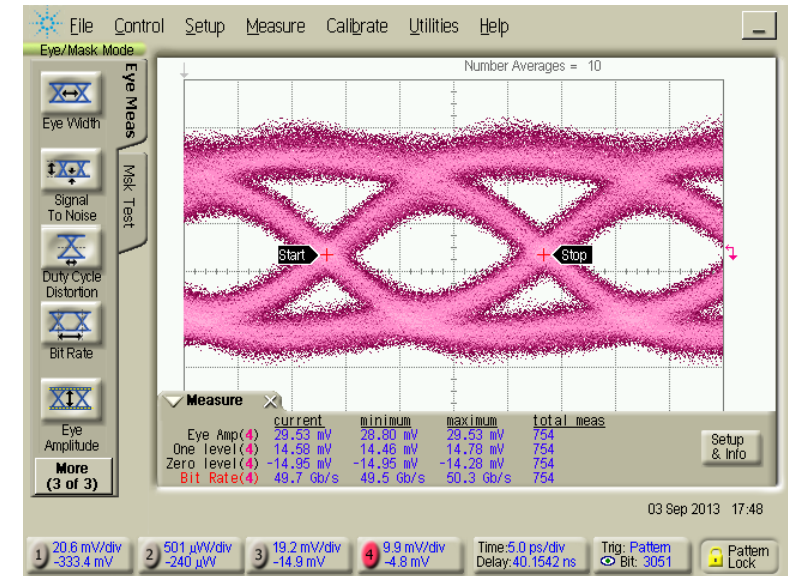 File Control Setup Measure Calibrate Utilities Help
Eye/Mask Mode
Number Averages = 10
Eye Meas
Msk Test
Eye Width
Signal
To Noise
Duty Cycle
Distortion
Bit Rate
Eye
Amplitude
More
(3 of 3)
Start
Stop
Measure
current minimum maximum total meas
Eye Amp(4) 29.53 mV 28.80 mV 29.53 mV 754
One level(4) 14.58 mV 14.46 mV 14.78 mV 754
Zero level(4) -14.95 mV -14.95 mV -14.28 mV 754
Bit Rate(4) 49.7 Gb/s 49.5 Gb/s 50.3 Gb/s 754
Setup
& Info
03 Sep 2013 17:48
1) 20.6 mV/div
-333.4 mV
2) 501 µW/div
-240 µW
3) 19.2 mV/div
-14.9 mV
4) 9.9 mV/div
-4.8 mV
Time:5.0 ps/div
Delay:40.1542 ns
Trig: Pattern
Bit: 3051
Pattern
Lock